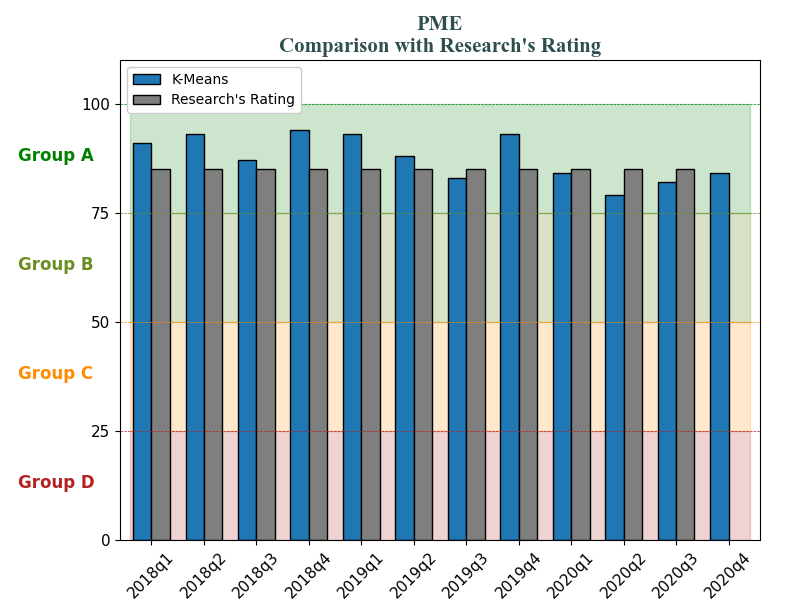 PME
Comparison with Research's Rating
K-Means
Research's Rating
100
Group A
75
Group B
50
Group C
25
Group D
0
2018q1
2018q2
2018q3
2018q4
2019q1
2019q2
2019q3
2019q4
2020q1
2020q2
2020q3
2020q4